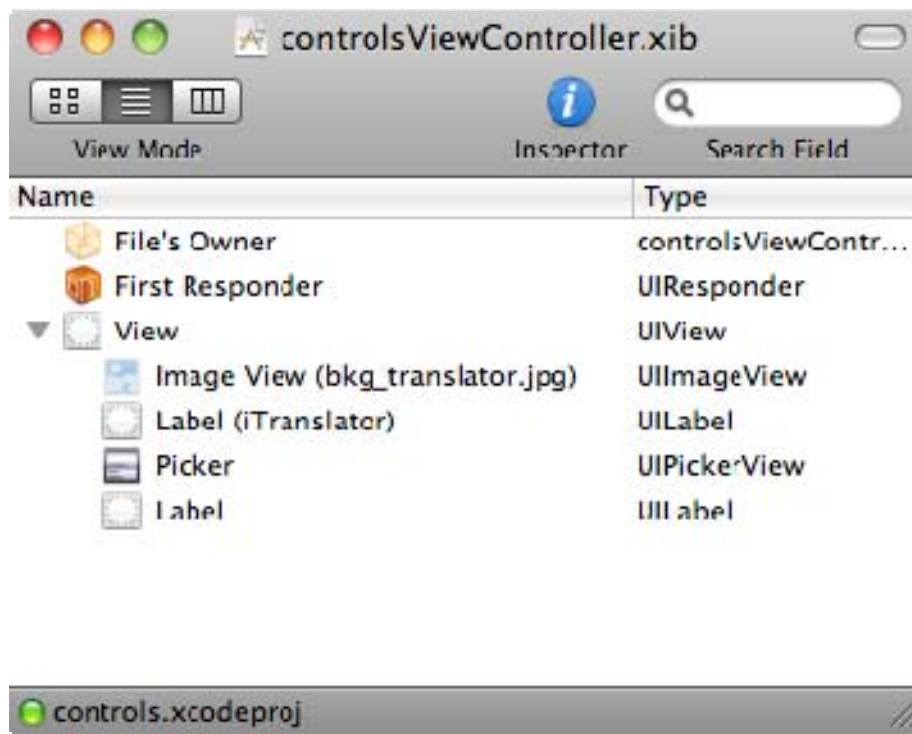 controlsViewController.xib
View Mode Inspector Search Field
Name Type
File's Owner controlsViewContr...
First Responder UIResponder
View UIView
Image View (bkg_translator.jpg) UIImageView
Label (iTranslator) UILabel
Picker UIPickerView
Label UILabel
controls.xcodeproj